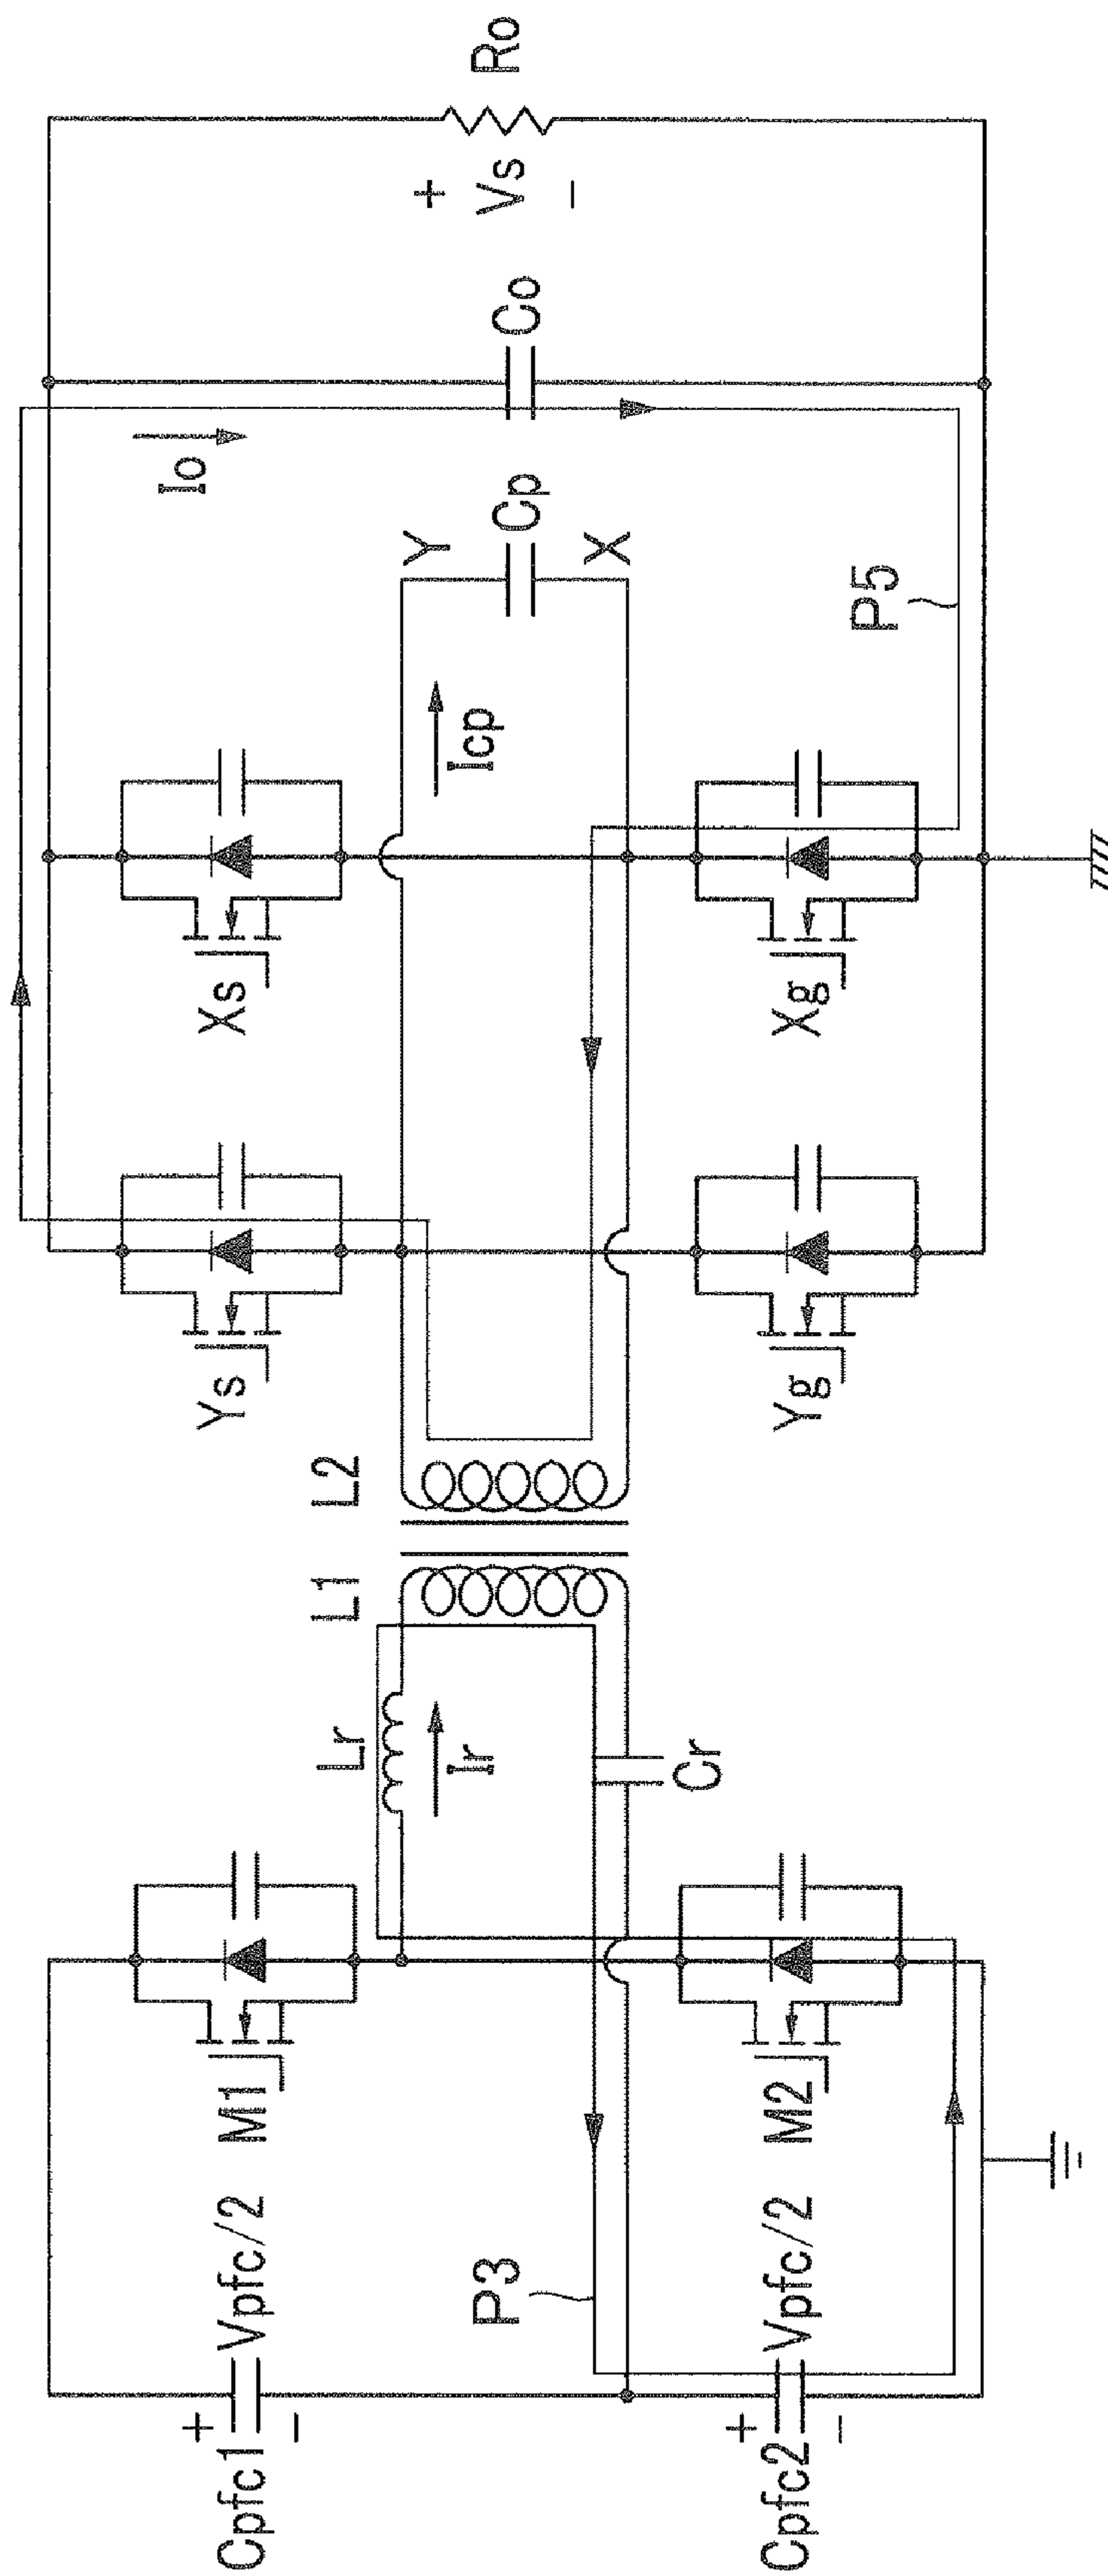 Cpfc1
+
−
Vpfc/2
Cpfc2
+
−
Vpfc/2
P3
M1
M2
Lr
Ir
Cr
L1
L2
Ys
Yg
Xs
Xg
Icp
Y
Cp
X
P5
Io
Co
+
Vs
−
Ro